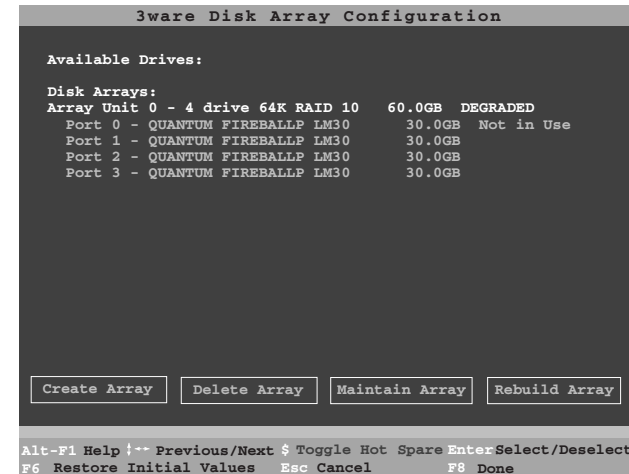 3ware Disk Array Configuration
Available Drives:
Disk Arrays:
Array Unit 0 - 4 drive 64K RAID 10 60.0GB DEGRADED
Port 0 - QUANTUM FIREBALLP LM30 30.0GB Not in Use
Port 1 - QUANTUM FIREBALLP LM30 30.0GB
Port 2 - QUANTUM FIREBALLP LM30 30.0GB
Port 3 - QUANTUM FIREBALLP LM30 30.0GB
Create Array Delete Array Maintain Array Rebuild Array
Alt-F1 Help Previous/Next $ Toggle Hot Spare Enter Select/Deselect
F6 Restore Initial Values Esc Cancel F8 Done